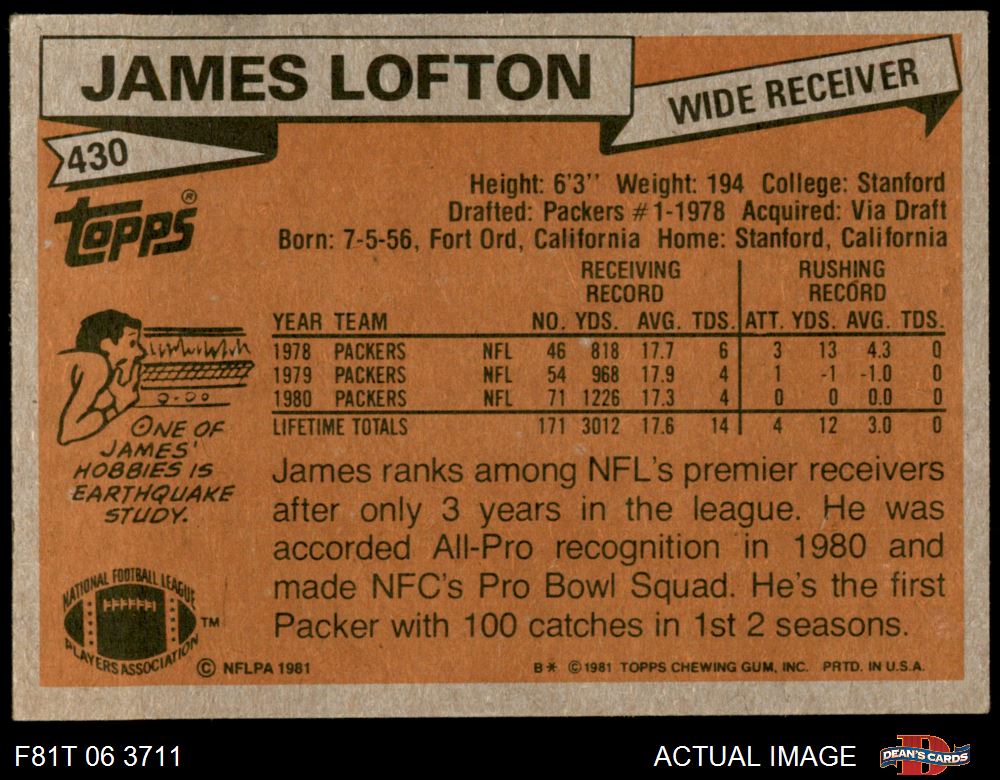 JAMES LOFTON
WIDE RECEIVER
430
Topps®
Height: 6'3'' Weight: 194 College: Stanford
Drafted: Packers #1-1978 Acquired: Via Draft
Born: 7-5-56, Fort Ord, California Home: Stanford, California
RECEIVING RECORD RUSHING RECORD
YEAR TEAM NO. YDS. AVG. TDS. ATT. YDS. AVG. TDS.
1978 PACKERS NFL 46 818 17.7 6 3 13 4.3 0
1979 PACKERS NFL 54 968 17.9 4 1 -1 -1.0 0
1980 PACKERS NFL 71 1226 17.3 4 0 0 0.0 0
LIFETIME TOTALS 171 3012 17.6 14 4 12 3.0 0
ONE OF
JAMES'
HOBBIES IS
EARTHQUAKE
STUDY.
James ranks among NFL's premier receivers
after only 3 years in the league. He was
accorded All-Pro recognition in 1980 and
made NFC's Pro Bowl Squad. He's the first
Packer with 100 catches in 1st 2 seasons.
NATIONAL FOOTBALL LEAGUE
PLAYERS ASSOCIATION
TM
© NFLPA 1981
B* © 1981 TOPPS CHEWING GUM, INC. PRTD. IN U.S.A.
F81T 06 3711
ACTUAL IMAGE
D
DEAN'S CARDS